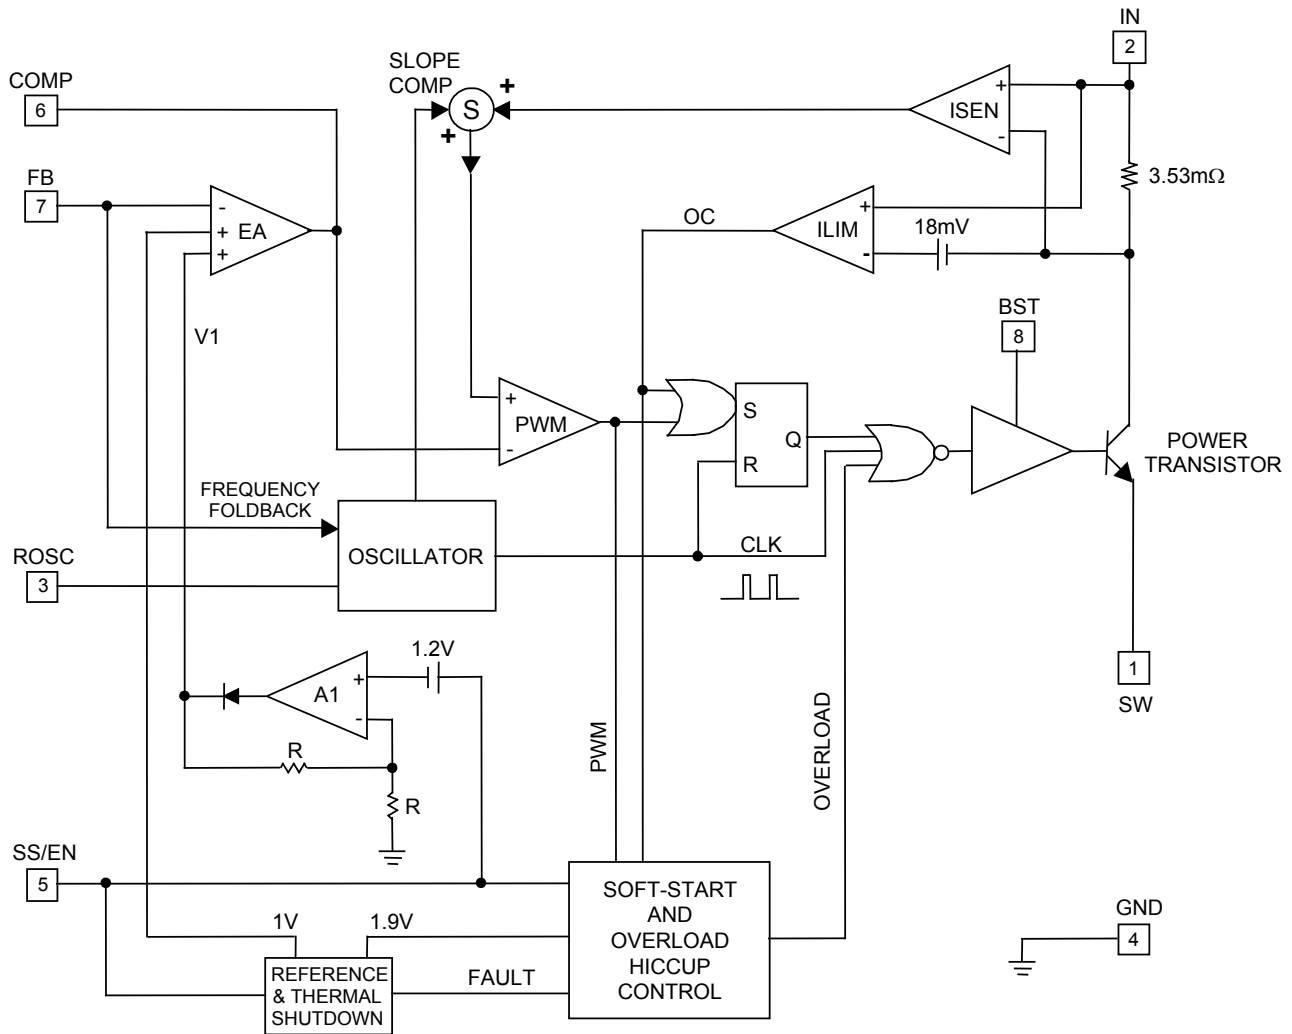 IN
2
SLOPE
COMP
+
S
+
COMP
6
+
ISEN
-
3.53mΩ
FB
7
-
+ EA
+
OC
+
ILIM
-
18mV
BST
8
V1
+
PWM
-
S
Q
R
POWER
TRANSISTOR
FREQUENCY
FOLDBACK
OSCILLATOR
CLK
ROSC
3
1.2V
+
A1
-
R
R
PWM
OVERLOAD
1
SW
SS/EN
5
1V
1.9V
REFERENCE
& THERMAL
SHUTDOWN
FAULT
SOFT-START
AND
OVERLOAD
HICCUP
CONTROL
GND
4